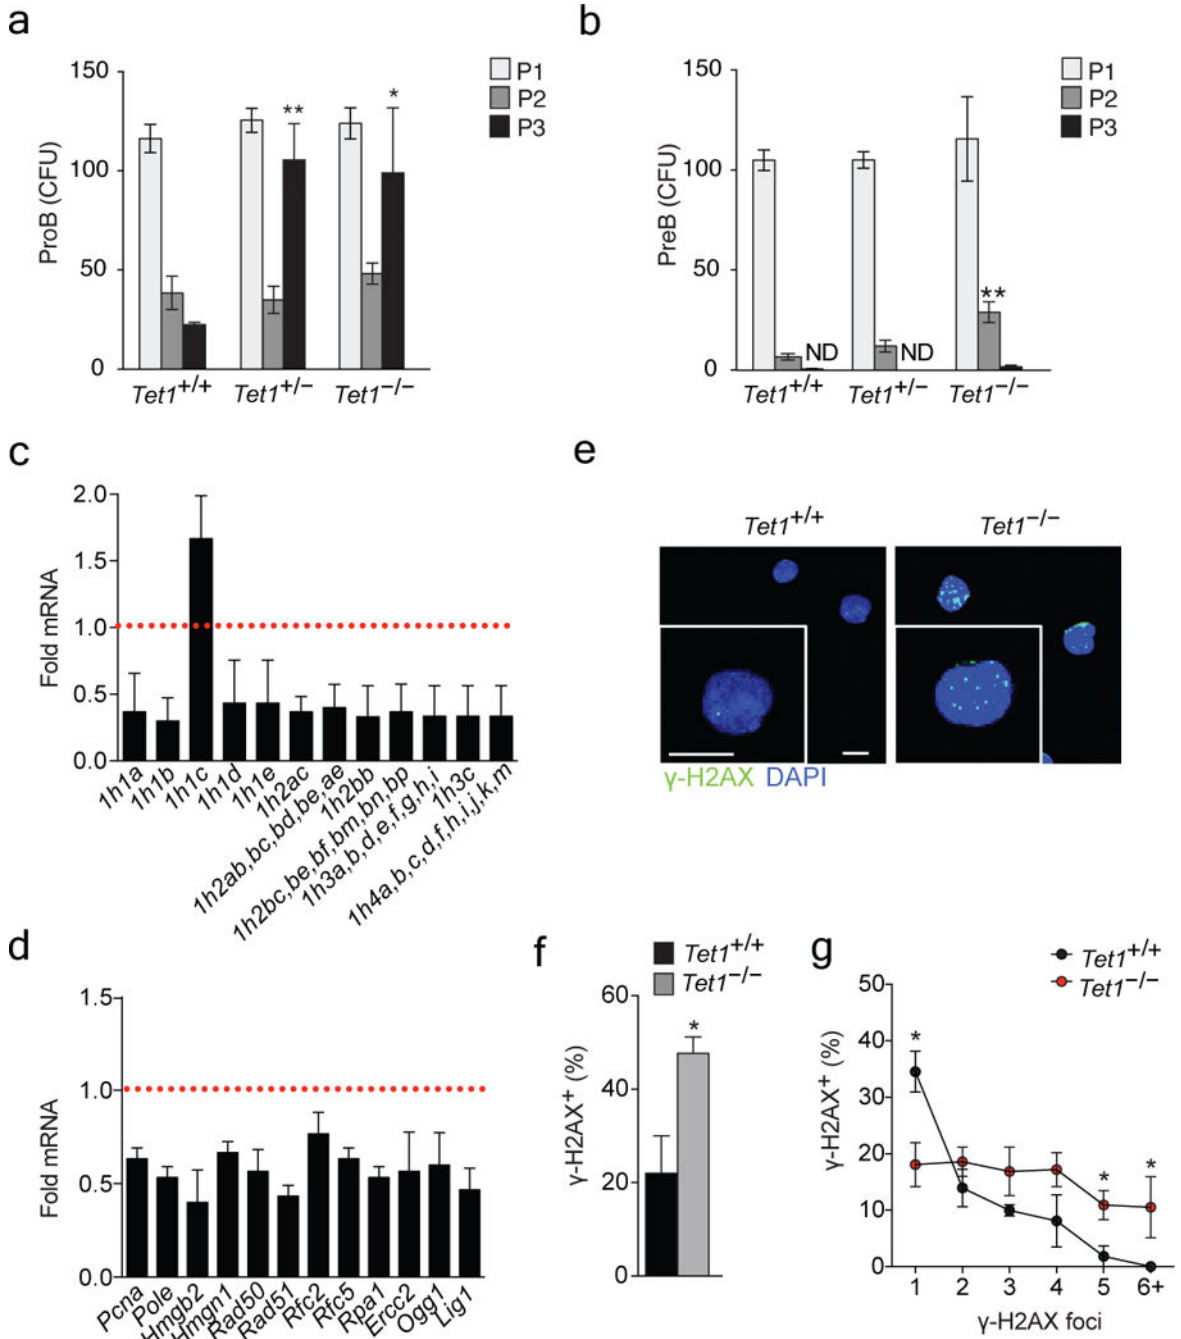 a
150
100
50
0
ProB (CFU)
P1
P2
P3
**
*
Tet1+/+
Tet1+/−
Tet1−/−
b
150
100
50
0
PreB (CFU)
P1
P2
P3
ND
ND
**
Tet1+/+
Tet1+/−
Tet1−/−
c
2.0
1.5
1.0
0.5
0.0
Fold mRNA
1h1a
1h1b
1h1c
1h1d
1h1e
1h2ac
1h2ab,bc,bd,be,ae
1h2bb
1h2bc,be,bf,bm,bn,bp
1h3a,b,d,e,f,g,h,i
1h3c
1h4a,b,c,d,f,h,i,j,k,m
e
Tet1+/+
Tet1−/−
γ-H2AX DAPI
d
1.5
1.0
0.5
0.0
Fold mRNA
Pcna
Pole
Hmgb2
Hmgn1
Rad50
Rad51
Rfc2
Rfc5
Rpa1
Ercc2
Ogg1
Lig1
f
Tet1+/+
Tet1−/−
60
40
20
0
γ-H2AX+ (%)
*
g
Tet1+/+
Tet1−/−
50
40
30
20
10
0
γ-H2AX+ (%)
*
*
*
1 2 3 4 5 6+
γ-H2AX foci